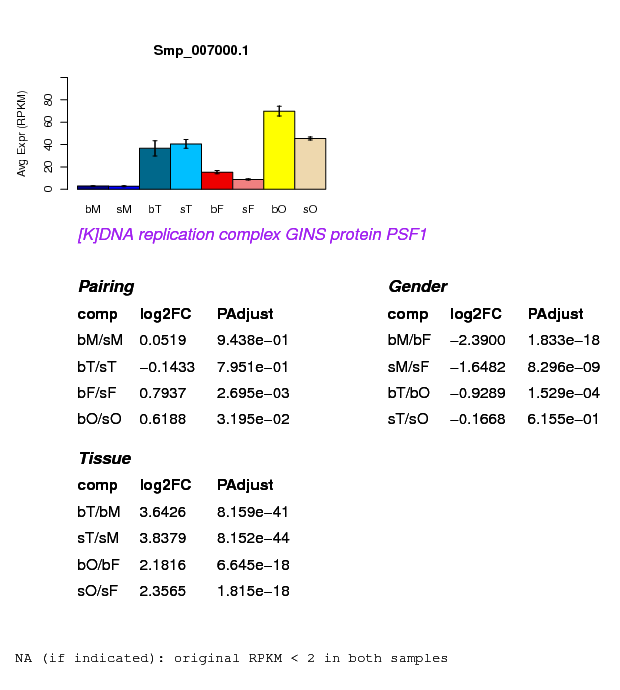 Smp_007000.1
Avg Expr (RPKM)
0 20 40 60 80
bM sM bT sT bF sF bO sO
[K]DNA replication complex GINS protein PSF1
Pairing
comp log2FC PAdjust
bM/sM 0.0519 9.438e−01
bT/sT −0.1433 7.951e−01
bF/sF 0.7937 2.695e−03
bO/sO 0.6188 3.195e−02
Gender
comp log2FC PAdjust
bM/bF −2.3900 1.833e−18
sM/sF −1.6482 8.296e−09
bT/bO −0.9289 1.529e−04
sT/sO −0.1668 6.155e−01
Tissue
comp log2FC PAdjust
bT/bM 3.6426 8.159e−41
sT/sM 3.8379 8.152e−44
bO/bF 2.1816 6.645e−18
sO/sF 2.3565 1.815e−18
NA (if indicated): original RPKM < 2 in both samples